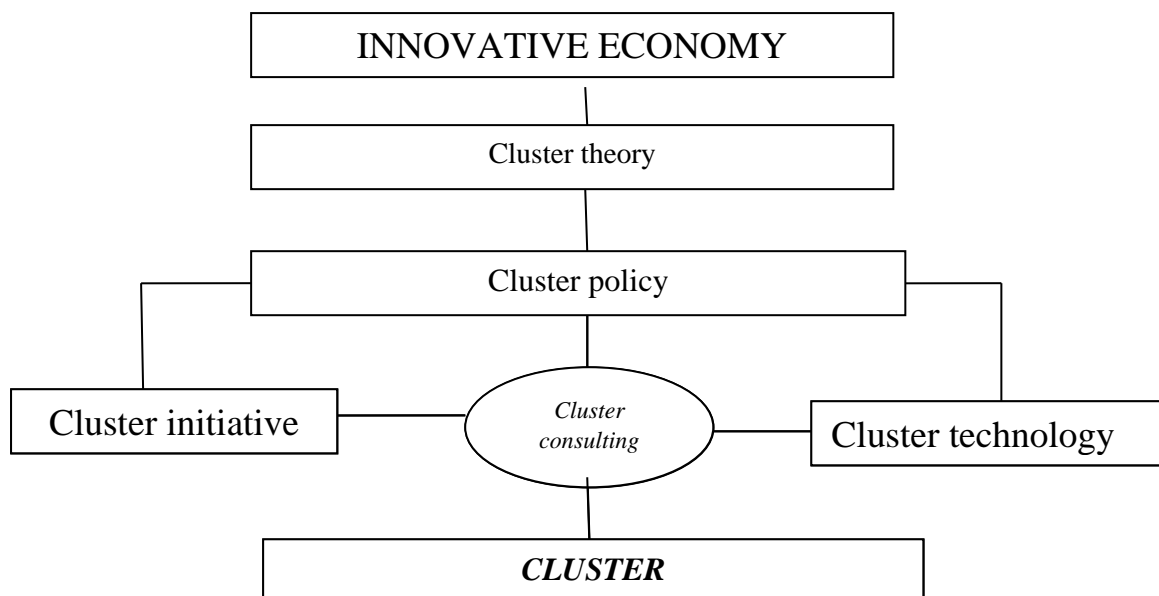 INNOVATIVE ECONOMY
Cluster theory
Cluster policy
Cluster initiative
Cluster
consulting
Cluster technology
CLUSTER